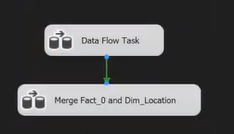 Data Flow Task
Merge Fact_0 and Dim_Location